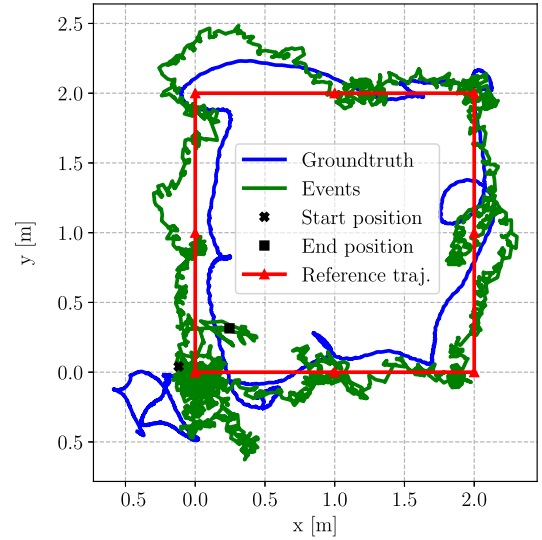 2.5
2.0
1.5
1.0
0.5
0.0
0.5
y [m]
Groundtruth
Events
Start position
End position
Reference traj.
0.5 0.0 0.5 1.0 1.5 2.0
x [m]